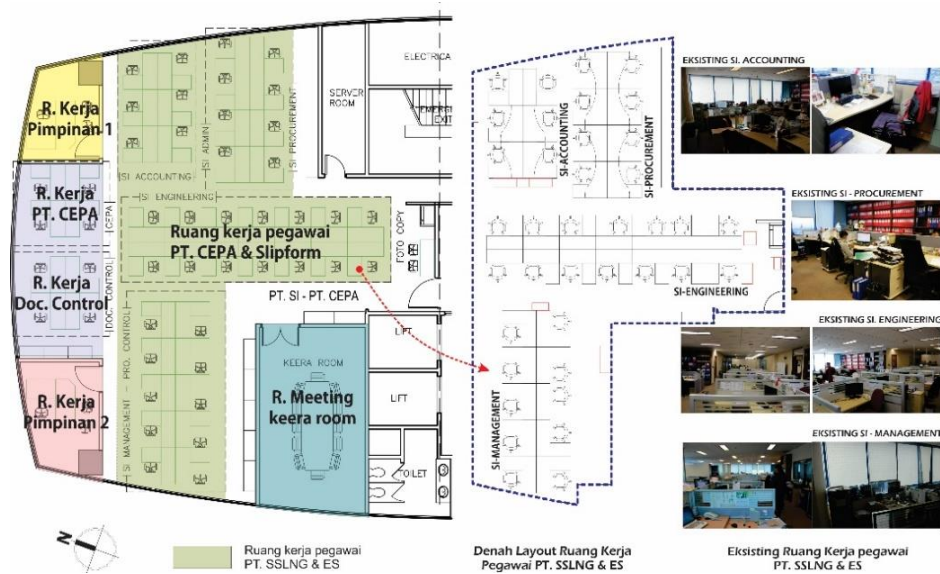 R. Kerja
Pimpinan 1
R. Kerja
PT. CEPA
R. Kerja
Doc. Control
R. Kerja
Pimpinan 2
CEPA
DOC. CONTROL
SI ACCOUNTING
SI ADMIN
SI PROCUREMENT
SI ENGINEERING
Ruang kerja pegawai
PT. CEPA & Slipform
SI MANAGEMENT - PRO. CONTROL
PT. SI - PT. CEPA
KEERA ROOM
R. Meeting
keera room
SERVER
ROOM
ELECTRICA
EMERGE
EXIT
FOTO COPY
LIFT
LIFT
TOILET
N
Ruang kerja pegawai
PT. SSLNG & ES
SI-ACCOUNTING
SI-PROCUREMENT
SI-ENGINEERING
SI-MANAGEMENT
Denah Layout Ruang Kerja
Pegawai PT. SSLNG & ES
EKSISTING SI. ACCOUNTING
EKSISTING SI - PROCUREMENT
EKSISTING SI. ENGINEERING
EKSISTING SI - MANAGEMENT
Eksisting Ruang Kerja pegawai
PT. SSLNG & ES